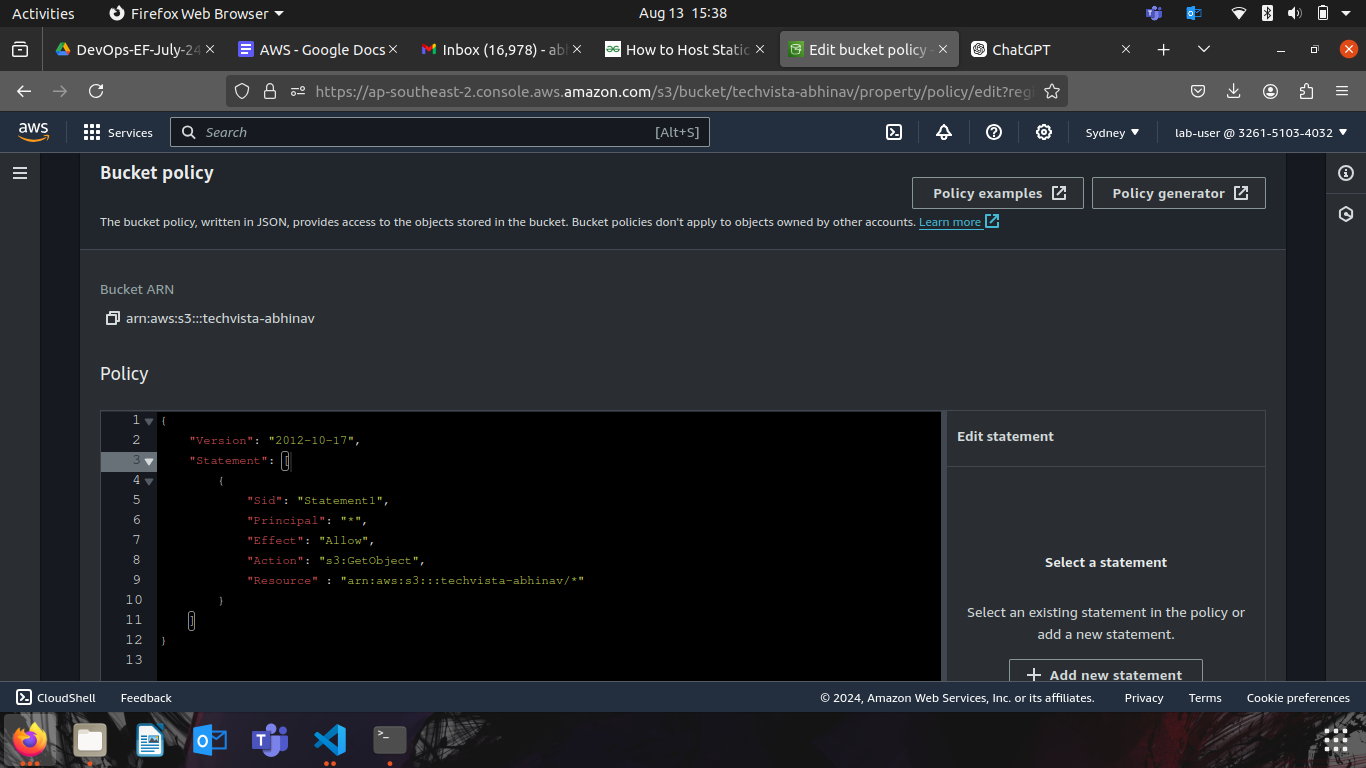 Activities
Firefox Web Browser
Aug 13 15:38
DevOps-EF-July-24
AWS - Google Docs
Inbox (16,978) - ab
How to Host Static
Edit bucket policy -
ChatGPT
https://ap-southeast-2.console.aws.amazon.com/s3/bucket/techvista-abhinav/property/policy/edit?reg
aws
Services
Search
[Alt+S]
Sydney
lab-user @ 3261-5103-4032
Bucket policy
Policy examples
Policy generator
The bucket policy, written in JSON, provides access to the objects stored in the bucket. Bucket policies don't apply to objects owned by other accounts. Learn more
Bucket ARN
arn:aws:s3:::techvista-abhinav
Policy
1 {
2 "Version": "2012-10-17",
3 "Statement": [
4 {
5 "Sid": "Statement1",
6 "Principal": "*",
7 "Effect": "Allow",
8 "Action": "s3:GetObject",
9 "Resource" : "arn:aws:s3:::techvista-abhinav/*"
10 }
11 ]
12 }
13
Edit statement
Select a statement
Select an existing statement in the policy or
add a new statement.
+ Add new statement
CloudShell
Feedback
© 2024, Amazon Web Services, Inc. or its affiliates.
Privacy
Terms
Cookie preferences